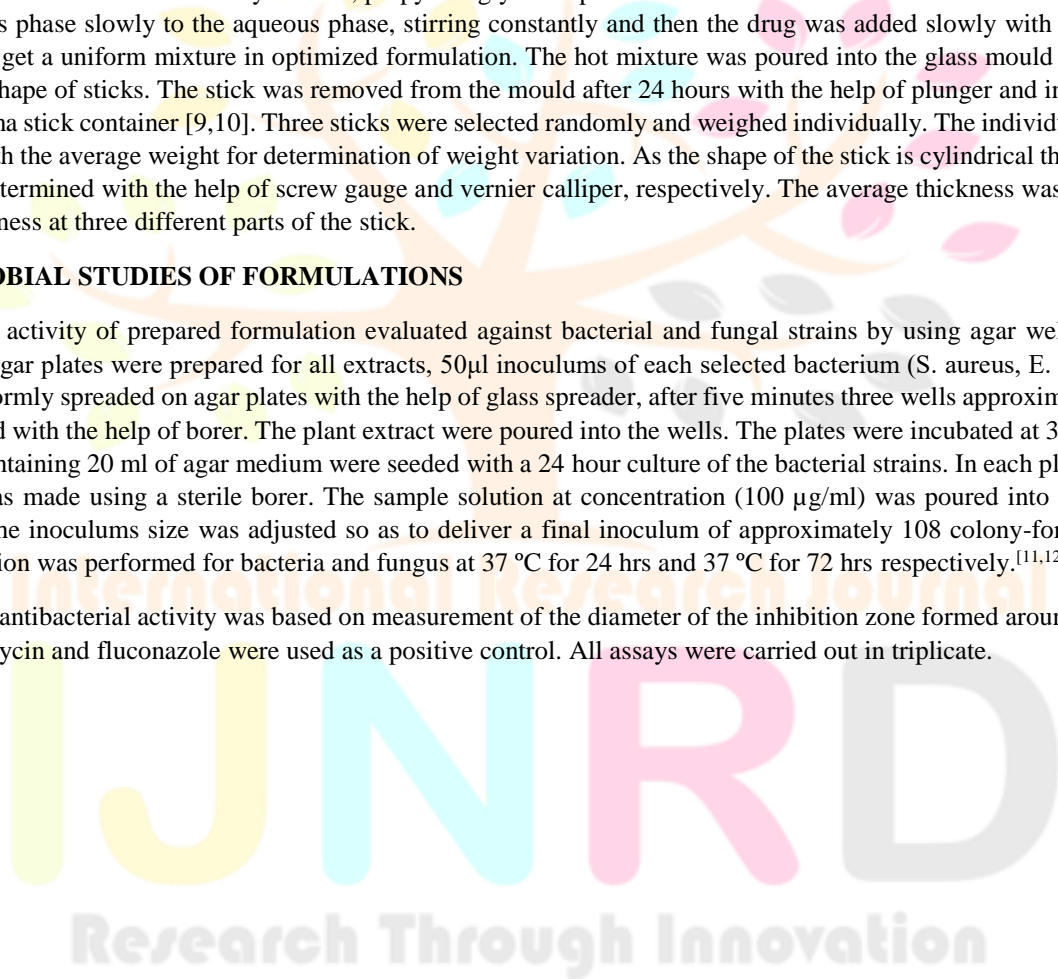 s phase slowly to the aqueous phase, stirring constantly and then the drug was added slowly with
get a uniform mixture in optimized formulation. The hot mixture was poured into the glass mould
hape of sticks. The stick was removed from the mould after 24 hours with the help of plunger and in
na stick container [9,10]. Three sticks were selected randomly and weighed individually. The individu
h the average weight for determination of weight variation. As the shape of the stick is cylindrical th
termined with the help of screw gauge and vernier calliper, respectively. The average thickness was
ness at three different parts of the stick.
OBIAL STUDIES OF FORMULATIONS
activity of prepared formulation evaluated against bacterial and fungal strains by using agar wel
gar plates were prepared for all extracts, 50µl inoculums of each selected bacterium (S. aureus, E.
ormly spreaded on agar plates with the help of glass spreader, after five minutes three wells approxim
d with the help of borer. The plant extract were poured into the wells. The plates were incubated at 3
ntaining 20 ml of agar medium were seeded with a 24 hour culture of the bacterial strains. In each pl
as made using a sterile borer. The sample solution at concentration (100 µg/ml) was poured into
he inoculums size was adjusted so as to deliver a final inoculum of approximately 108 colony-for
ion was performed for bacteria and fungus at 37 ºC for 24 hrs and 37 ºC for 72 hrs respectively.[11,12
International Research Journal
antibacterial activity was based on measurement of the diameter of the inhibition zone formed aroun
ycin and fluconazole were used as a positive control. All assays were carried out in triplicate.
IJNRD
Research Through Innovation